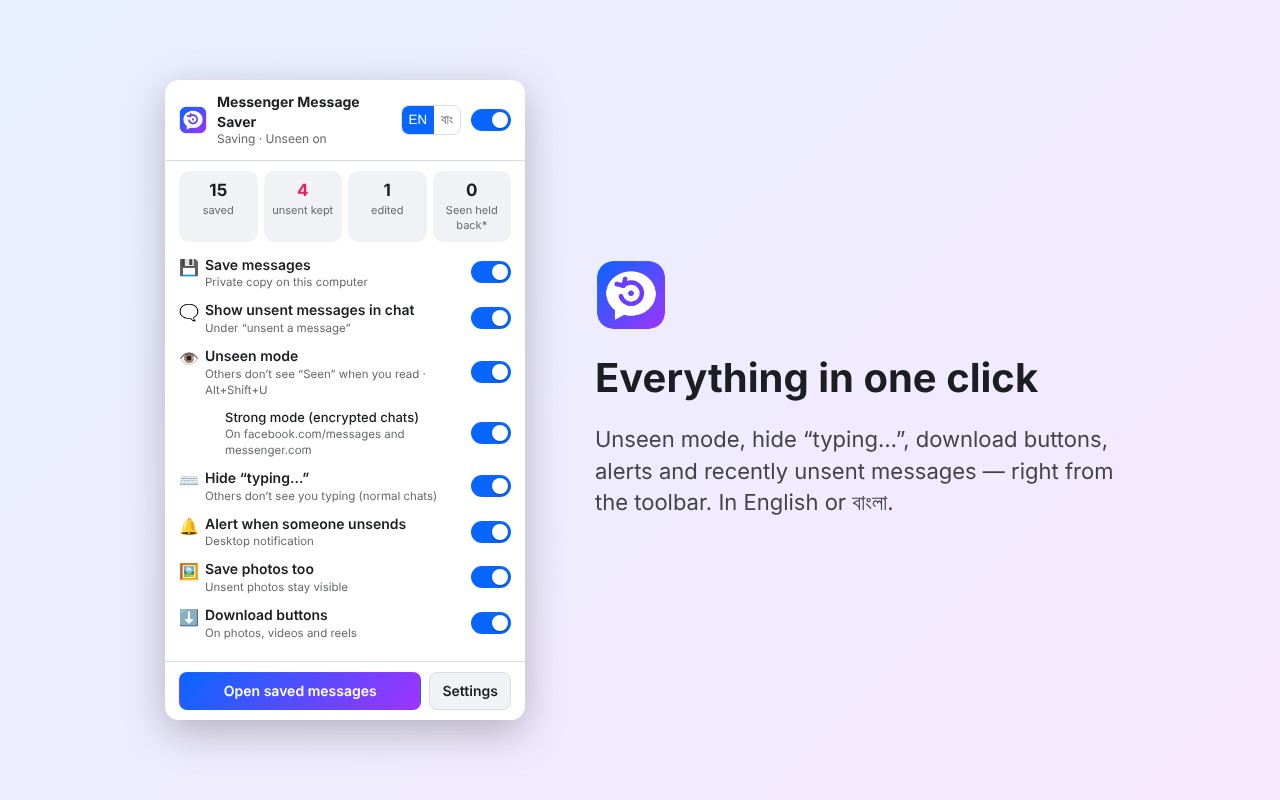 Messenger Message
Saver
Saving · Unseen on
EN
বাং
15
saved
4
unsent kept
1
edited
0
Seen held
back*
Save messages
Private copy on this computer
Show unsent messages in chat
Under “unsent a message”
Unseen mode
Others don’t see “Seen” when you read ·
Alt+Shift+U
Strong mode (encrypted chats)
On facebook.com/messages and
messenger.com
Hide “typing…”
Others don’t see you typing (normal chats)
Alert when someone unsends
Desktop notification
Save photos too
Unsent photos stay visible
Download buttons
On photos, videos and reels
Open saved messages
Settings
Everything in one click
Unseen mode, hide “typing…”, download buttons,
alerts and recently unsent messages — right from
the toolbar. In English or বাংলা.